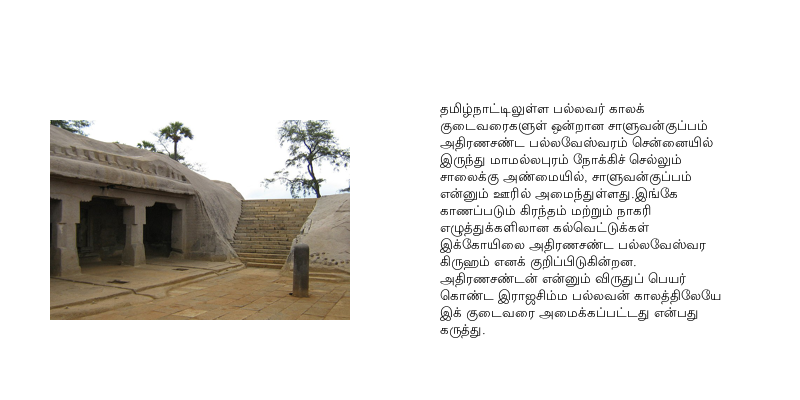 தமிழ்நாட்டிலுள்ள பல்லவர் காலக்
குடைவரைகளுள் ஒன்றான சாளுவன்குப்பம்
அதிரணசண்ட பல்லவேஸ்வரம் சென்னையில்
இருந்து மாமல்லபுரம் நோக்கிச் செல்லும்
சாலைக்கு அண்மையில், சாளுவன்குப்பம்
என்னும் ஊரில் அமைந்துள்ளது.இங்கே
காணப்படும் கிரந்தம் மற்றும் நாகரி
எழுத்துக்களிலான கல்வெட்டுக்கள்
இக்கோயிலை அதிரணசண்ட பல்லவேஸ்வர
கிருஹம் எனக் குறிப்பிடுகின்றன.
அதிரணசண்டன் என்னும் விருதுப் பெயர்
கொண்ட இராஜசிம்ம பல்லவன் காலத்திலேயே
இக் குடைவரை அமைக்கப்பட்டது என்பது
கருத்து.